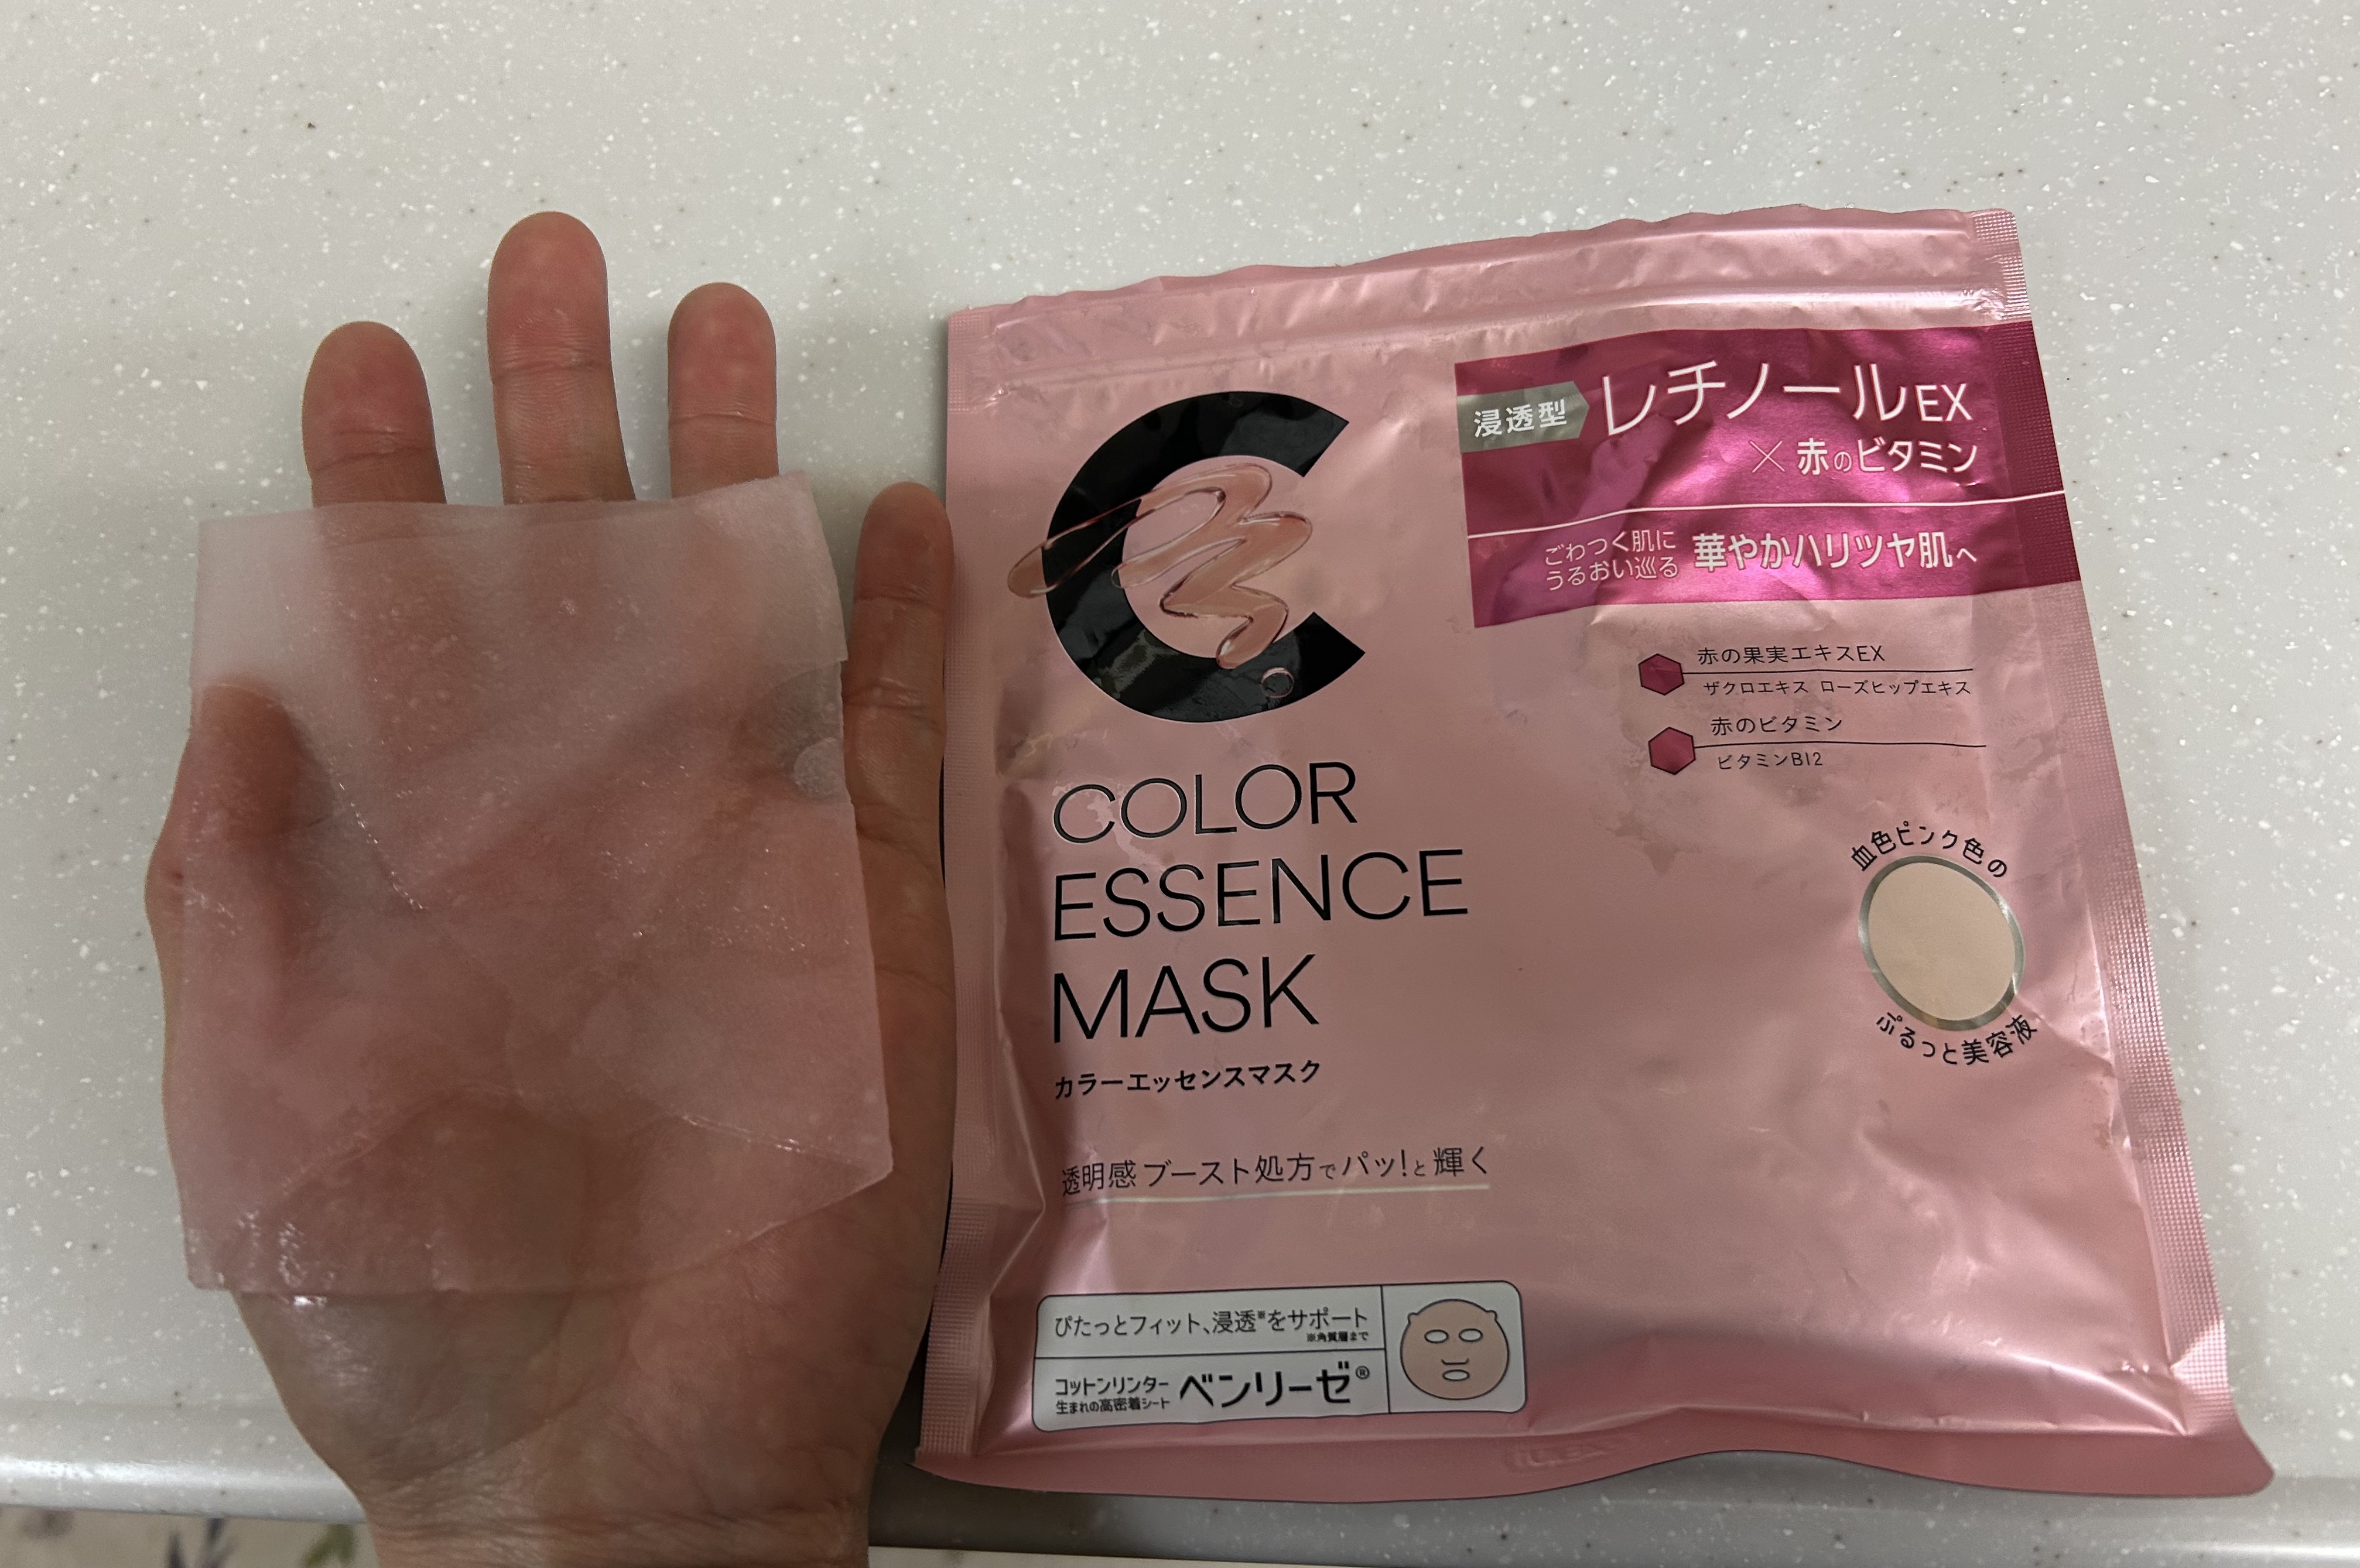 浸透型 レチノールEX
×赤のビタミン
ごわつく肌に
うるおい巡る
華やかハリツヤ肌へ
赤の果実エキスEX
ザクロエキス ローズヒップエキス
赤のビタミン
ビタミンB12
C
COLOR
ESSENCE
MASK
カラーエッセンスマスク
血色ピンク色の
ぷるっと美容液
透明感ブースト処方でパッ!と輝く
ぴたっとフィット、浸透※をサポート
※角質層まで
コットンリンター
生まれの高密着シート
ベンリーゼ®